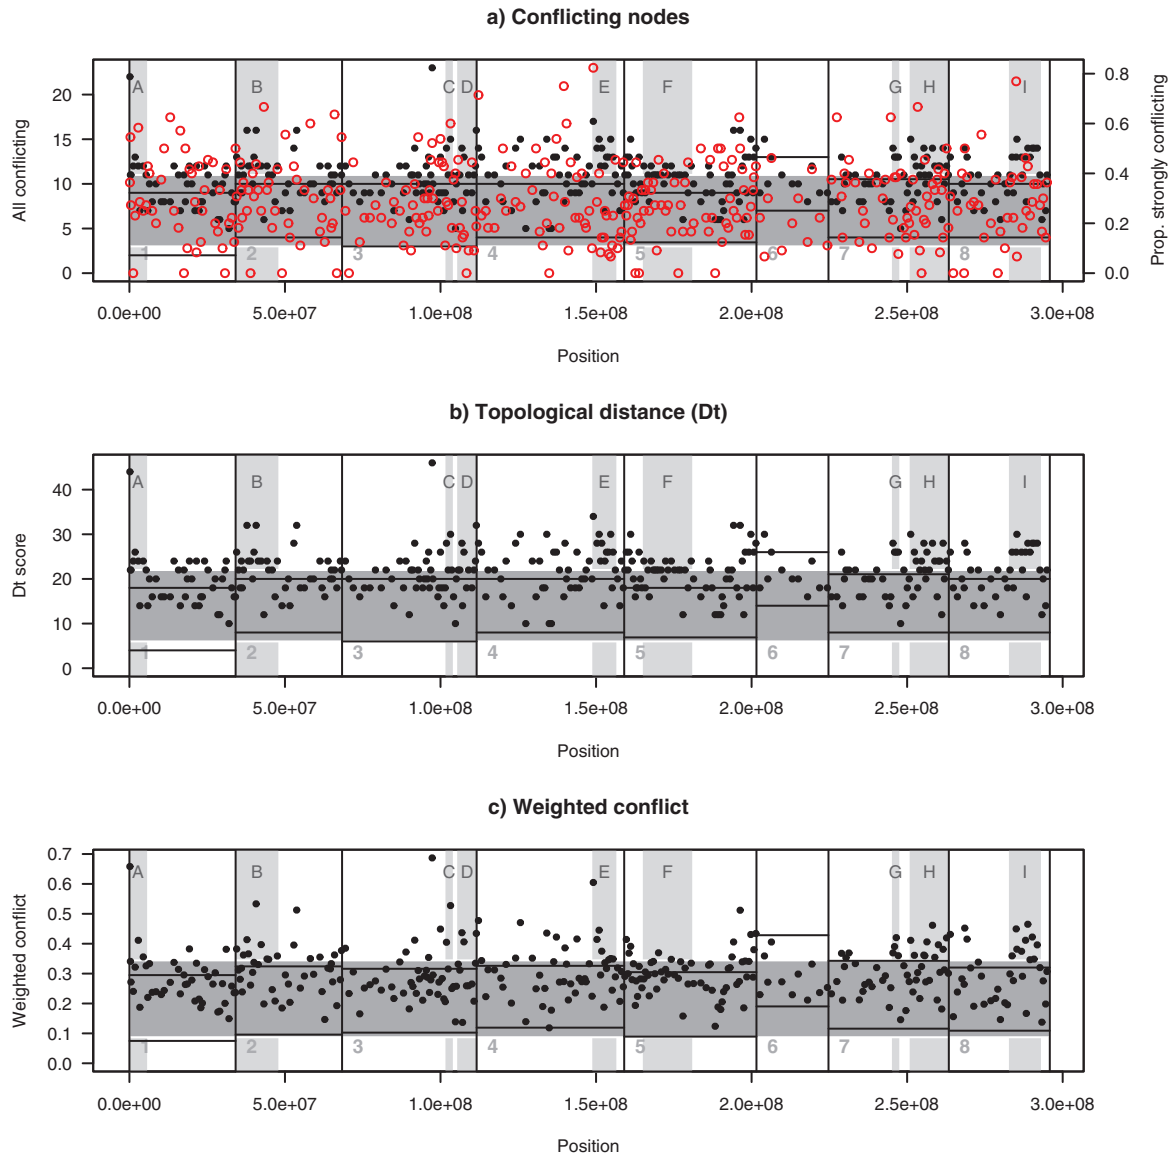 a) Conflicting nodes
A B C D E F G H I
20
15
10
5
0
All conflicting
0.8
0.6
0.4
0.2
0.0
Prop. strongly conflicting
1 2 3 4 5 6 7 8
0.0e+00 5.0e+07 1.0e+08 1.5e+08 2.0e+08 2.5e+08 3.0e+08
Position
b) Topological distance (Dt)
A B C D E F G H I
40
30
20
10
0
Dt score
1 2 3 4 5 6 7 8
0.0e+00 5.0e+07 1.0e+08 1.5e+08 2.0e+08 2.5e+08 3.0e+08
Position
c) Weighted conflict
A B C D E F G H I
0.7
0.6
0.5
0.4
0.3
0.2
0.1
0.0
Weighted conflict
1 2 3 4 5 6 7 8
0.0e+00 5.0e+07 1.0e+08 1.5e+08 2.0e+08 2.5e+08 3.0e+08
Position